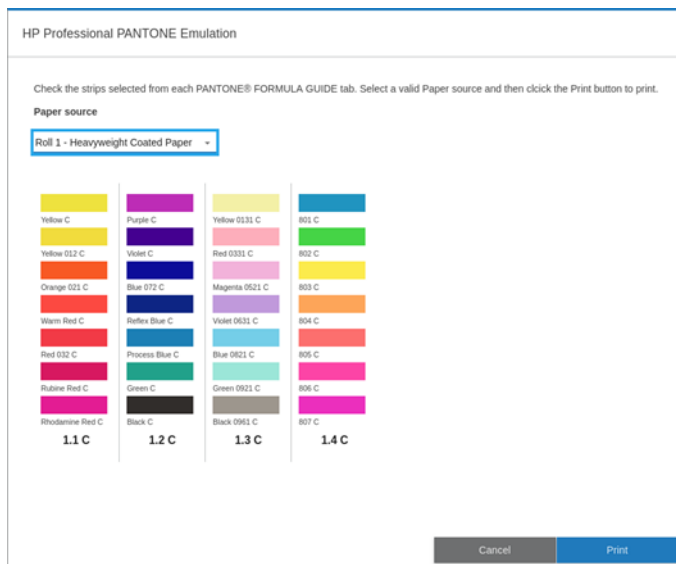 HP Professional PANTONE Emulation
Check the strips selected from each PANTONE® FORMULA GUIDE tab. Select a valid Paper source and then clcick the Print button to print.
Paper source
Roll 1 - Heavyweight Coated Paper
Yellow C
Yellow 012 C
Orange 021 C
Warm Red C
Red 032 C
Rubine Red C
Rhodamine Red C
1.1 C
Purple C
Violet C
Blue 072 C
Reflex Blue C
Process Blue C
Green C
Black C
1.2 C
Yellow 0131 C
Red 0331 C
Magenta 0521 C
Violet 0631 C
Blue 0821 C
Green 0921 C
Black 0961 C
1.3 C
801 C
802 C
803 C
804 C
805 C
806 C
807 C
1.4 C
Cancel
Print